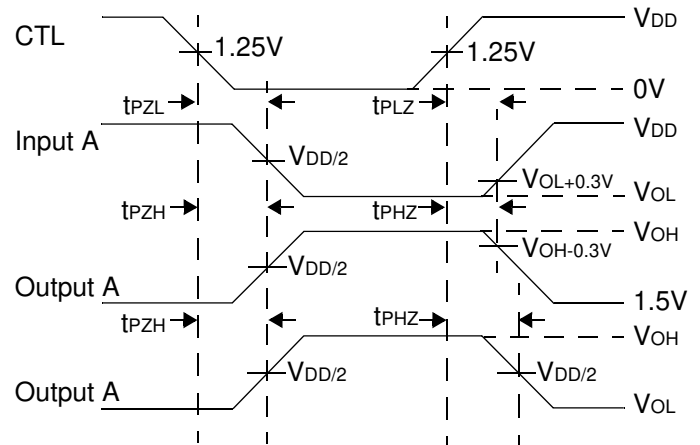 CTL
VDD
1.25V
1.25V
0V
tPZL
tPLZ
Input A
VDD
VDD/2
VOL+0.3V
VOL
tPZH
tPHZ
VOH
VOH-0.3V
VDD/2
Output A
1.5V
tPZH
tPHZ
VOH
VDD/2
VDD/2
Output A
VOL